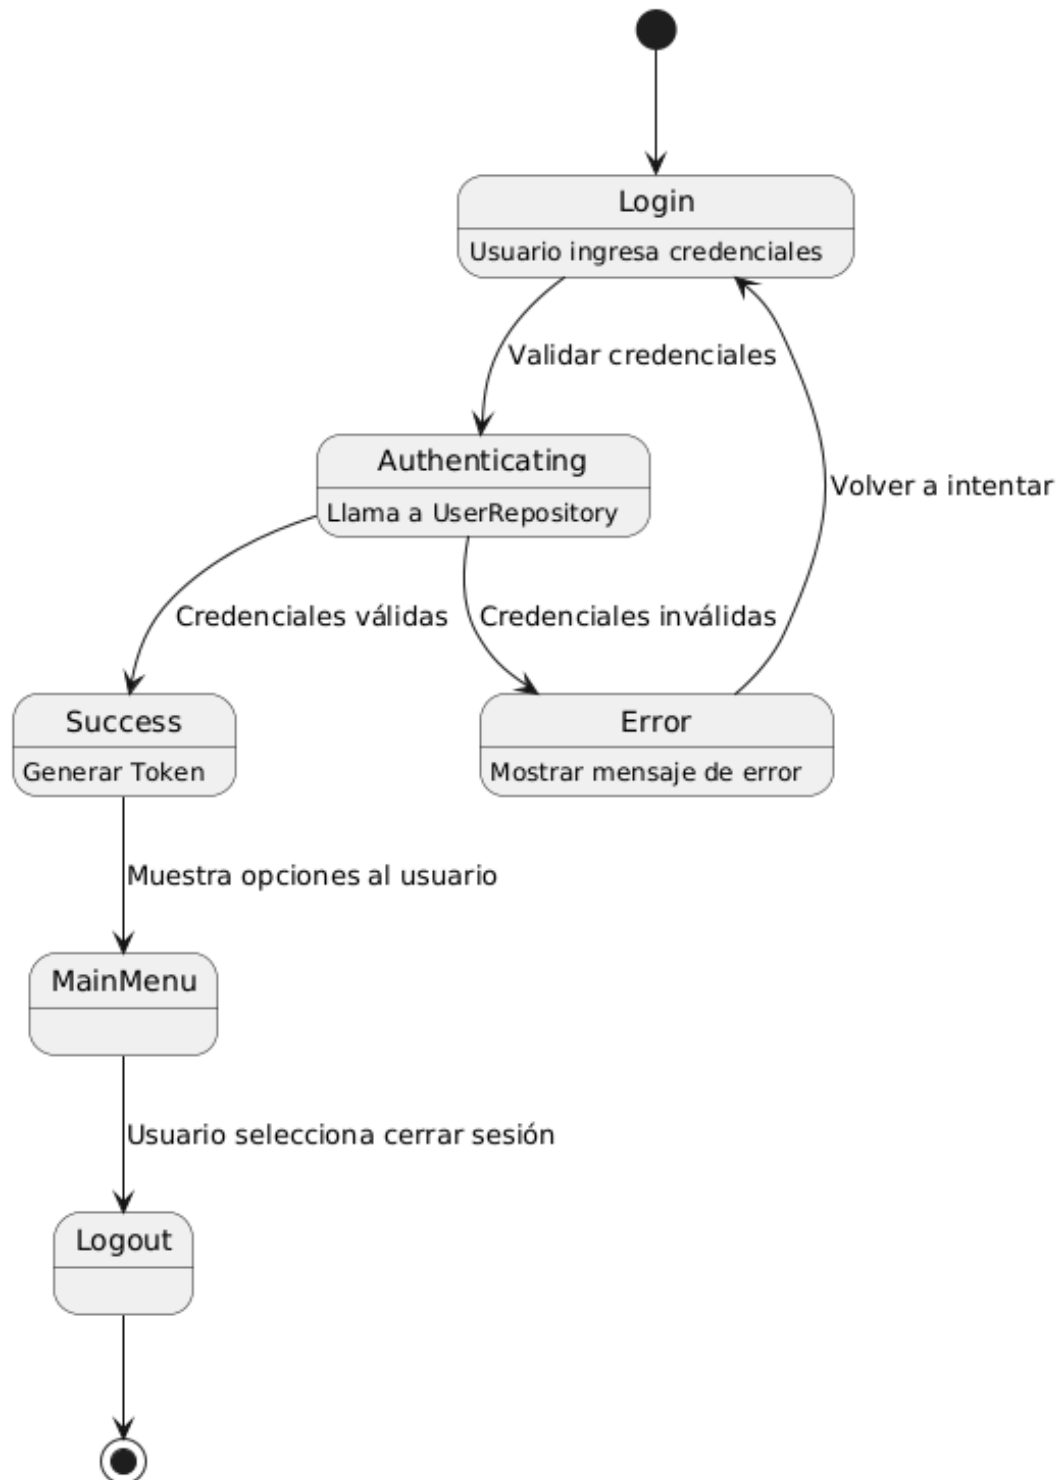 Login
Usuario ingresa credenciales
Validar credenciales
Authenticating
Llama a UserRepository
Volver a intentar
Credenciales válidas
Credenciales inválidas
Success
Generar Token
Error
Mostrar mensaje de error
Muestra opciones al usuario
MainMenu
Usuario selecciona cerrar sesión
Logout